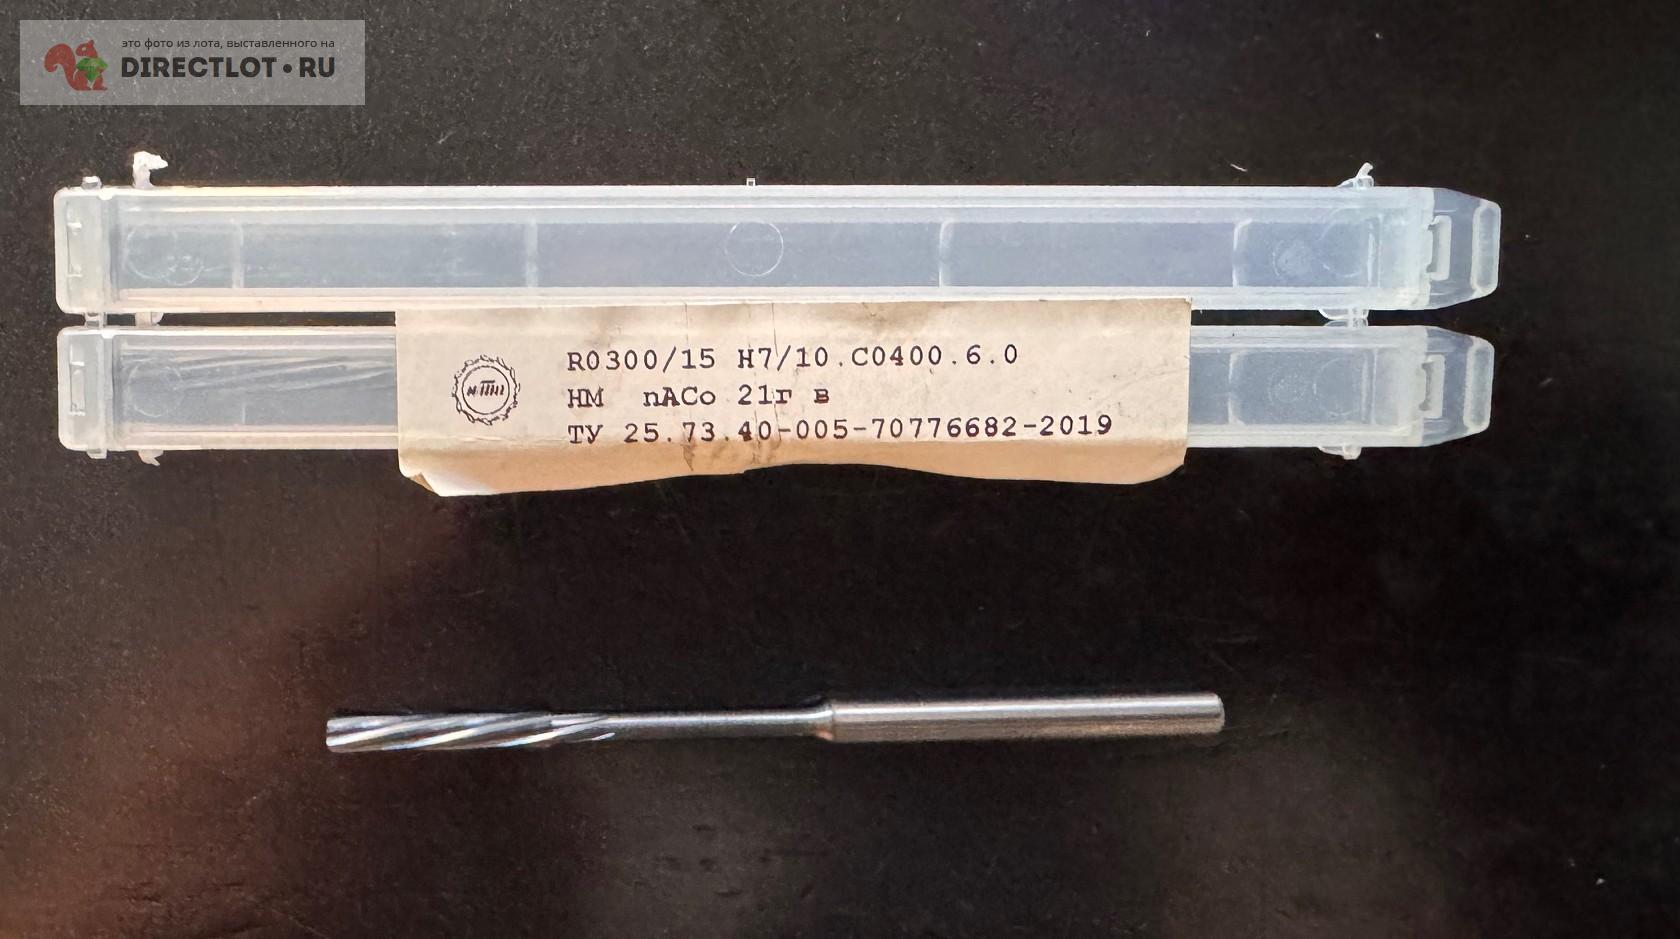 это фото из лота, выставленного на
DIRECTLOT•RU
R0300/15 H7/10.C0400.6.0
НМ nACo 21г в
ТУ 25.73.40-005-70776682-2019